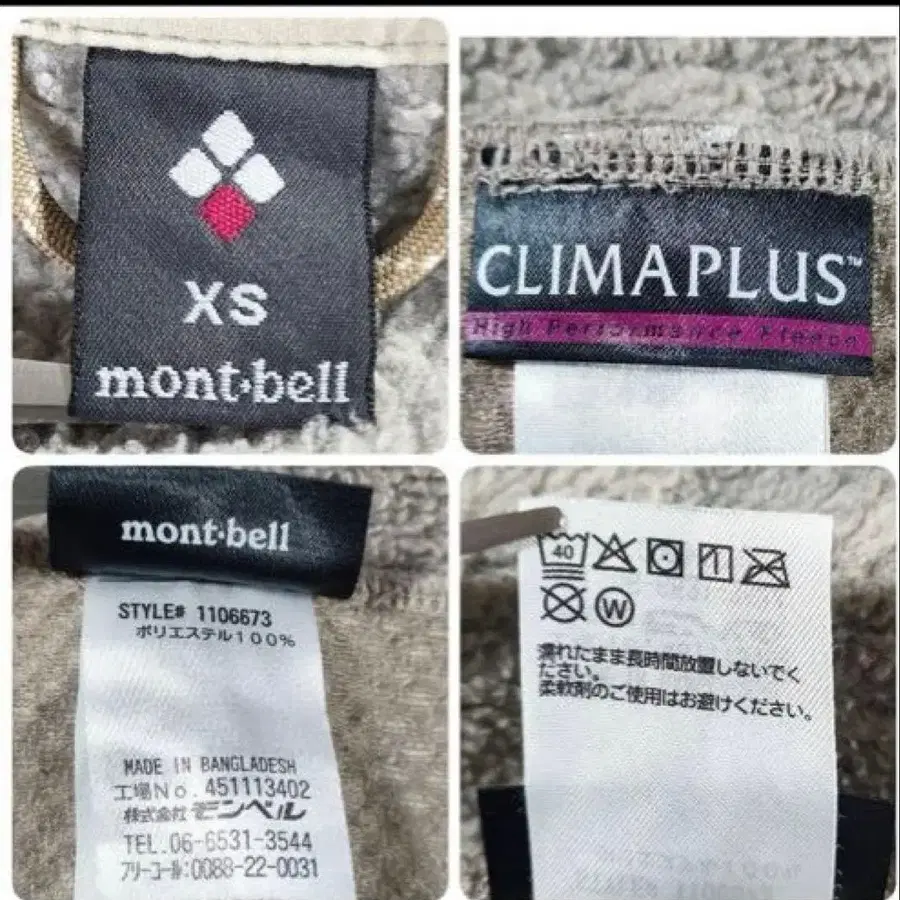 XS
mont·bell
CLIMAPLUS™
High Performance Fleece
mont·bell
STYLE# 1106673
ポリエステル100%
MADE IN BANGLADESH
工場No. 451113402
株式会社 モンベル
TEL.06-6531-3544
フリーコール:0088-22-0031
40
W
濡れたまま長時間放置しないでく
ださい。
柔軟剤のご使用はお避けください。